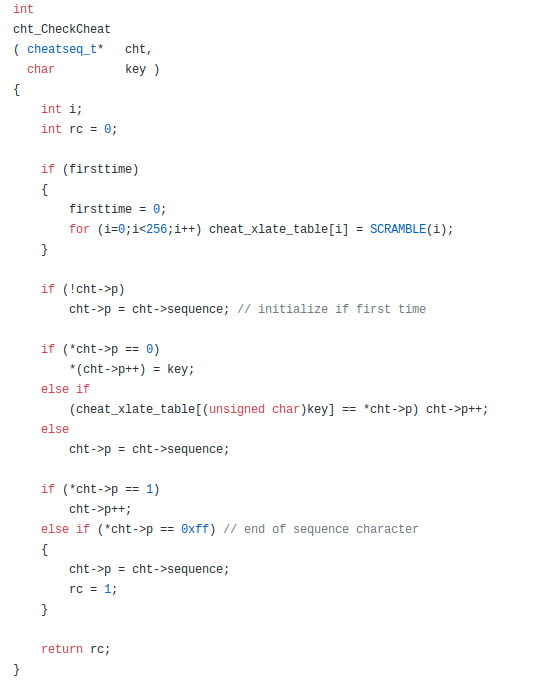 int
cht_CheckCheat
( cheatseq_t*   cht,
  char          key )
{
    int i;
    int rc = 0;

    if (firsttime)
    {
        firsttime = 0;
        for (i=0;i<256;i++) cheat_xlate_table[i] = SCRAMBLE(i);
    }

    if (!cht->p)
        cht->p = cht->sequence; // initialize if first time

    if (*cht->p == 0)
        *(cht->p++) = key;
    else if
        (cheat_xlate_table[(unsigned char)key] == *cht->p) cht->p++;
    else
        cht->p = cht->sequence;

    if (*cht->p == 1)
        cht->p++;
    else if (*cht->p == 0xff) // end of sequence character
    {
        cht->p = cht->sequence;
        rc = 1;
    }

    return rc;
}